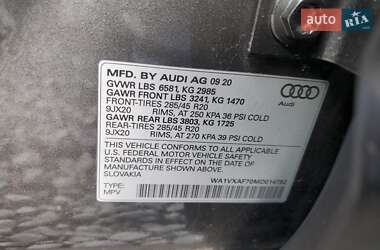 auto RIA
MFD. BY AUDI AG 09 20
GVWR LBS 6581, KG 2985
GAWR FRONT LBS 3241, KG 1470
FRONT-TIRES 285/45 R20
9JX20 RIMS, AT 250 KPA 36 PSI COLD
GAWR REAR LBS 3803, KG 1725
REAR-TIRES 285/45 R20
9JX20 RIMS, AT 270 KPA 39 PSI COLD
Audi
THIS VEHICLE CONFORMS TO ALL APPLICABLE
FEDERAL MOTOR VEHICLE SAFETY STANDARDS
IN EFFECT ON THE DATE OF
MANUFACTURE SHOWN ABOVE.
SLOVAKIA
TYPE:
MPV